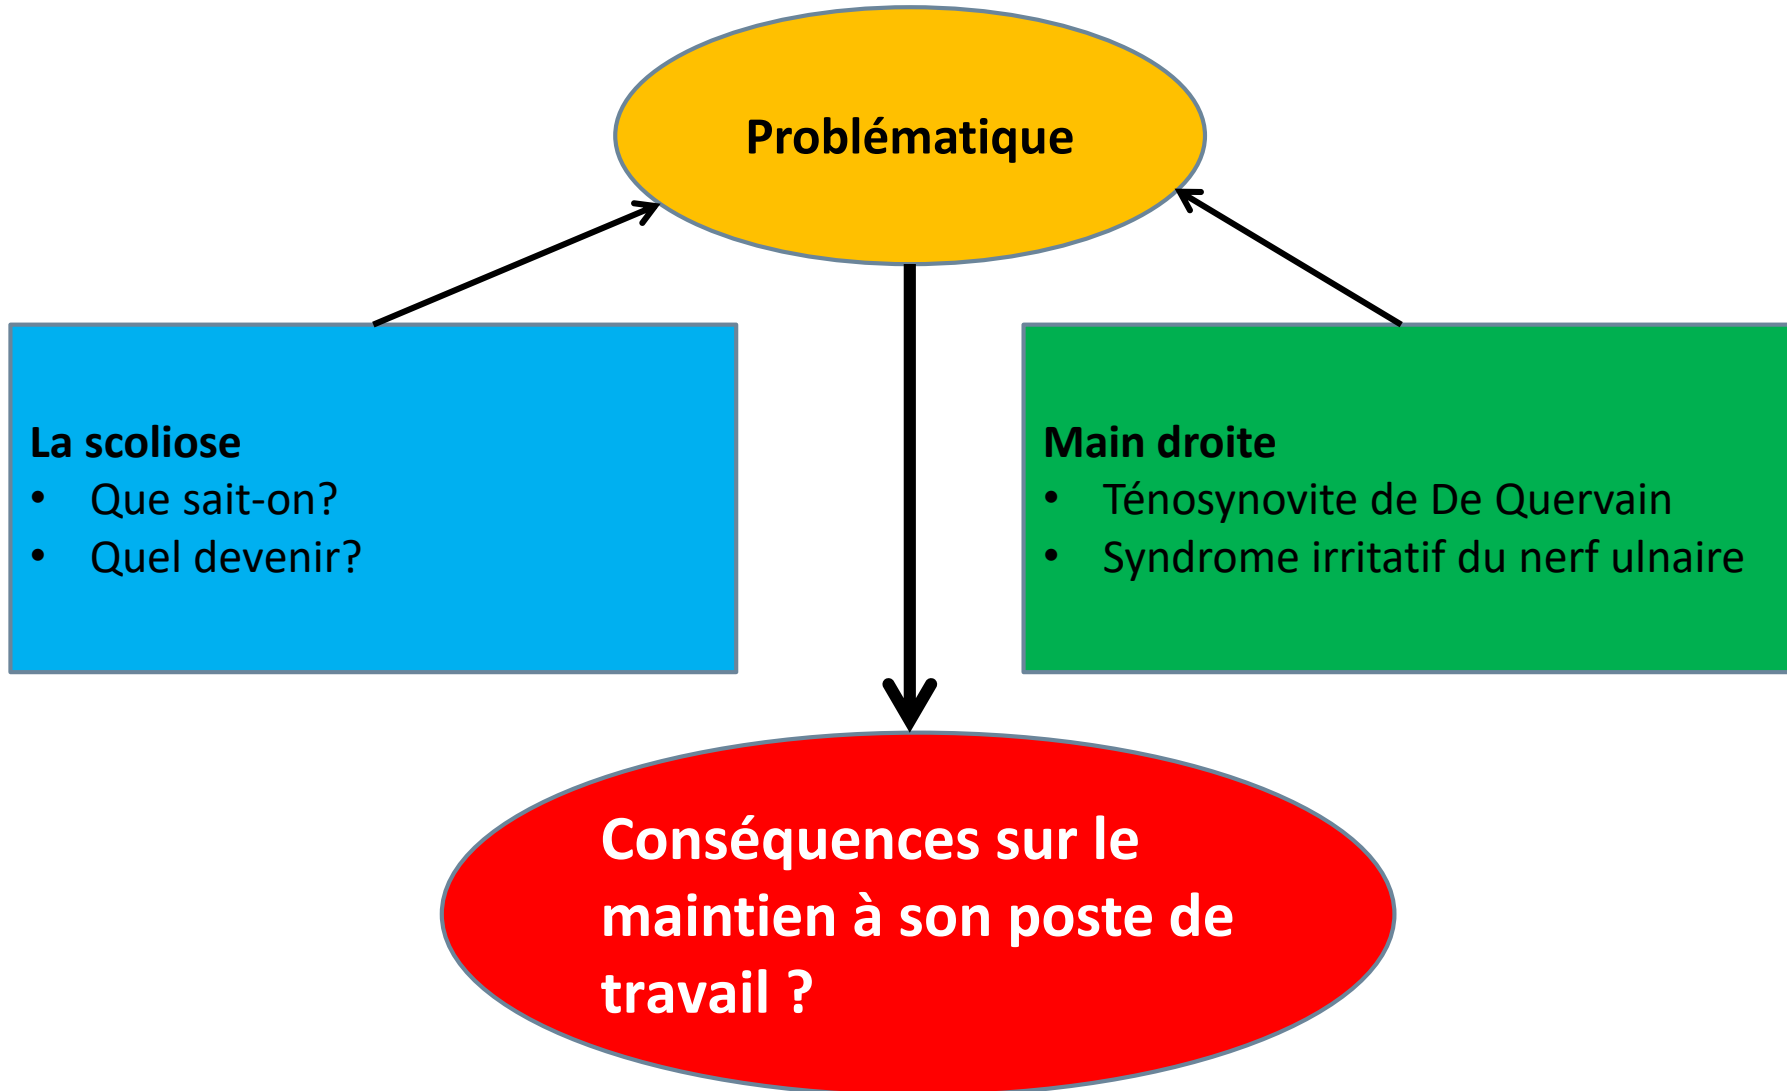 Problématique
La scoliose
• Que sait-on?
• Quel devenir?
Main droite
• Ténosynovite de De Quervain
• Syndrome irritatif du nerf ulnaire
Conséquences sur le
maintien à son poste de
travail ?